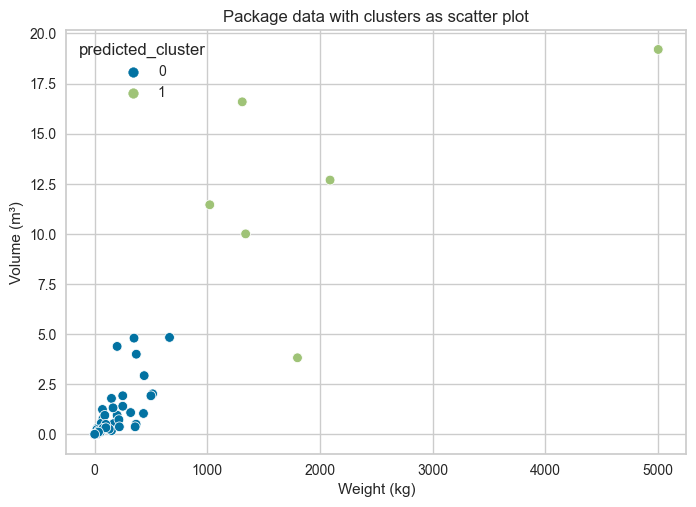 Package data with clusters as scatter plot
predicted_cluster
0
1
20.0
17.5
15.0
12.5
10.0
7.5
5.0
2.5
0.0
Volume (m³)
0 1000 2000 3000 4000 5000
Weight (kg)